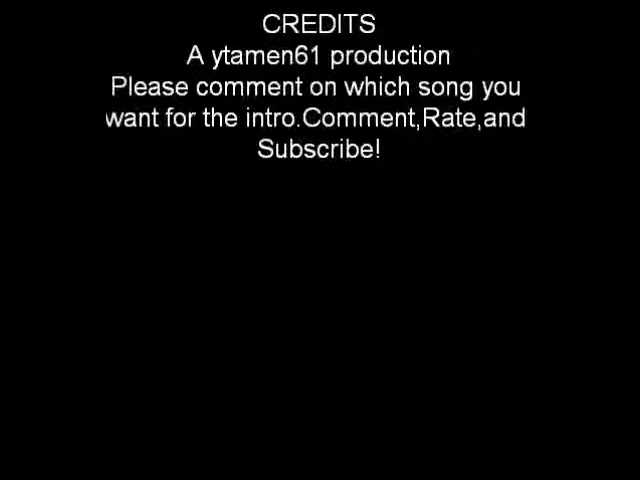 CREDITS
A ytamen61 production
Please comment on which song you
want for the intro.Comment,Rate,and
Subscribe!